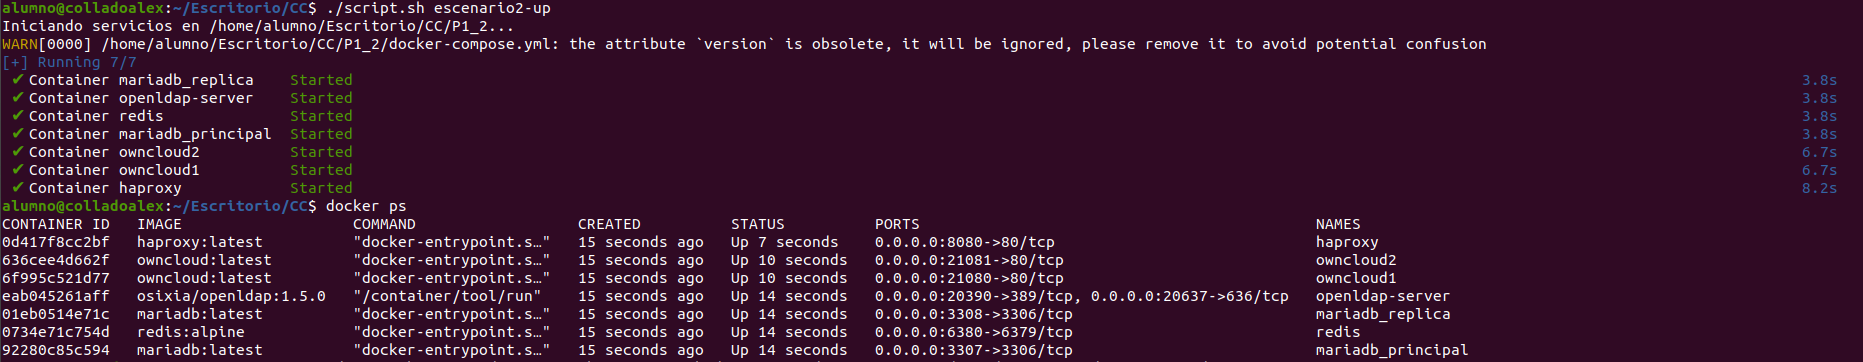 alumno@colladoalex:~/Escritorio/CC$ ./script.sh escenario2-up
Iniciando servicios en /home/alumno/Escritorio/CC/P1_2...
WARN[0000] /home/alumno/Escritorio/CC/P1_2/docker-compose.yml: the attribute `version` is obsolete, it will be ignored, please remove it to avoid potential confusion
[+] Running 7/7
✔ Container mariadb_replica    Started    3.8s
✔ Container openldap-server    Started    3.8s
✔ Container redis    Started    3.8s
✔ Container mariadb_principal  Started    3.8s
✔ Container owncloud2    Started    6.7s
✔ Container owncloud1    Started    6.7s
✔ Container haproxy    Started    8.2s
alumno@colladoalex:~/Escritorio/CC$ docker ps
CONTAINER ID   IMAGE   COMMAND   CREATED   STATUS   PORTS   NAMES
0d417f8cc2bf   haproxy:latest   "docker-entrypoint.s…"   15 seconds ago   Up 7 seconds   0.0.0.0:8080->80/tcp   haproxy
636cee4d662f   owncloud:latest   "docker-entrypoint.s…"   15 seconds ago   Up 10 seconds   0.0.0.0:21081->80/tcp   owncloud2
6f995c521d77   owncloud:latest   "docker-entrypoint.s…"   15 seconds ago   Up 10 seconds   0.0.0.0:21080->80/tcp   owncloud1
eab045261aff   osixia/openldap:1.5.0   "/container/tool/run"   15 seconds ago   Up 14 seconds   0.0.0.0:20390->389/tcp, 0.0.0.0:20637->636/tcp   openldap-server
01eb0514e71c   mariadb:latest   "docker-entrypoint.s…"   15 seconds ago   Up 14 seconds   0.0.0.0:3308->3306/tcp   mariadb_replica
0734e71c754d   redis:alpine   "docker-entrypoint.s…"   15 seconds ago   Up 14 seconds   0.0.0.0:6380->6379/tcp   redis
92280c85c594   mariadb:latest   "docker-entrypoint.s…"   15 seconds ago   Up 14 seconds   0.0.0.0:3307->3306/tcp   mariadb_principal